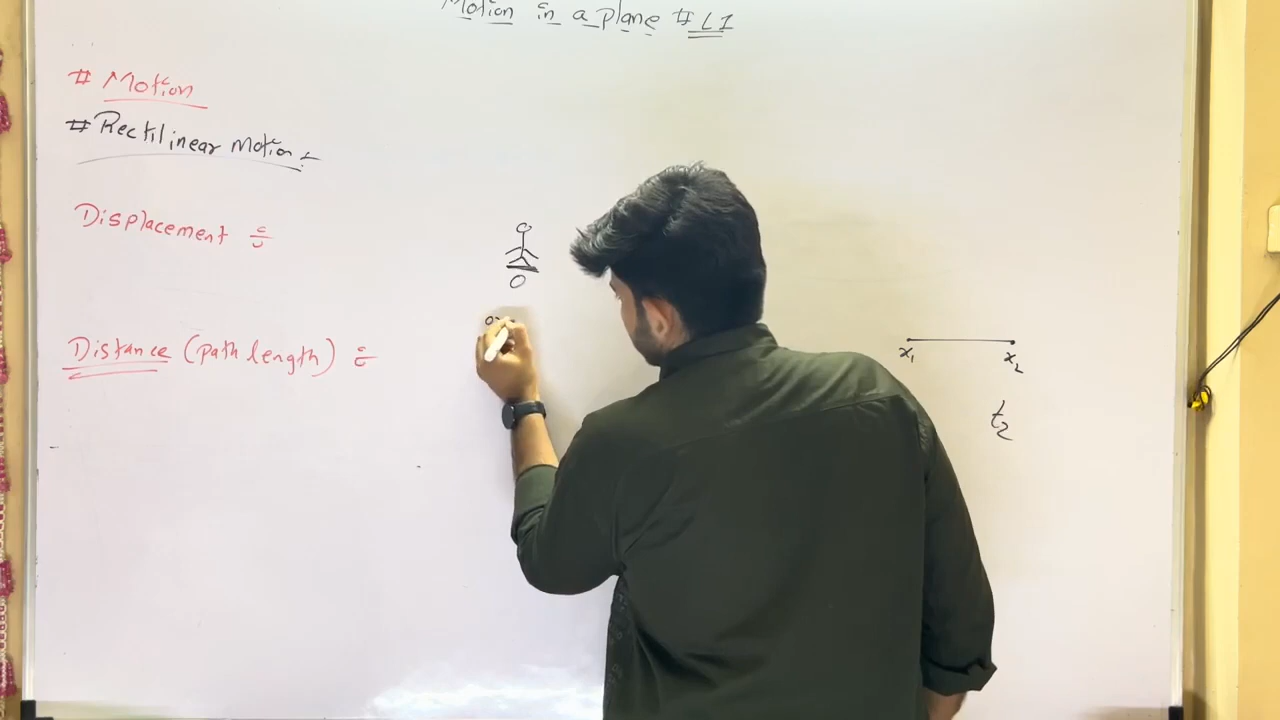 Motion in a plane # L1
# Motion
# Rectilinear Motion :-
Displacement ÷
O
Distance (path length) ÷
x₁
x₂
t₂